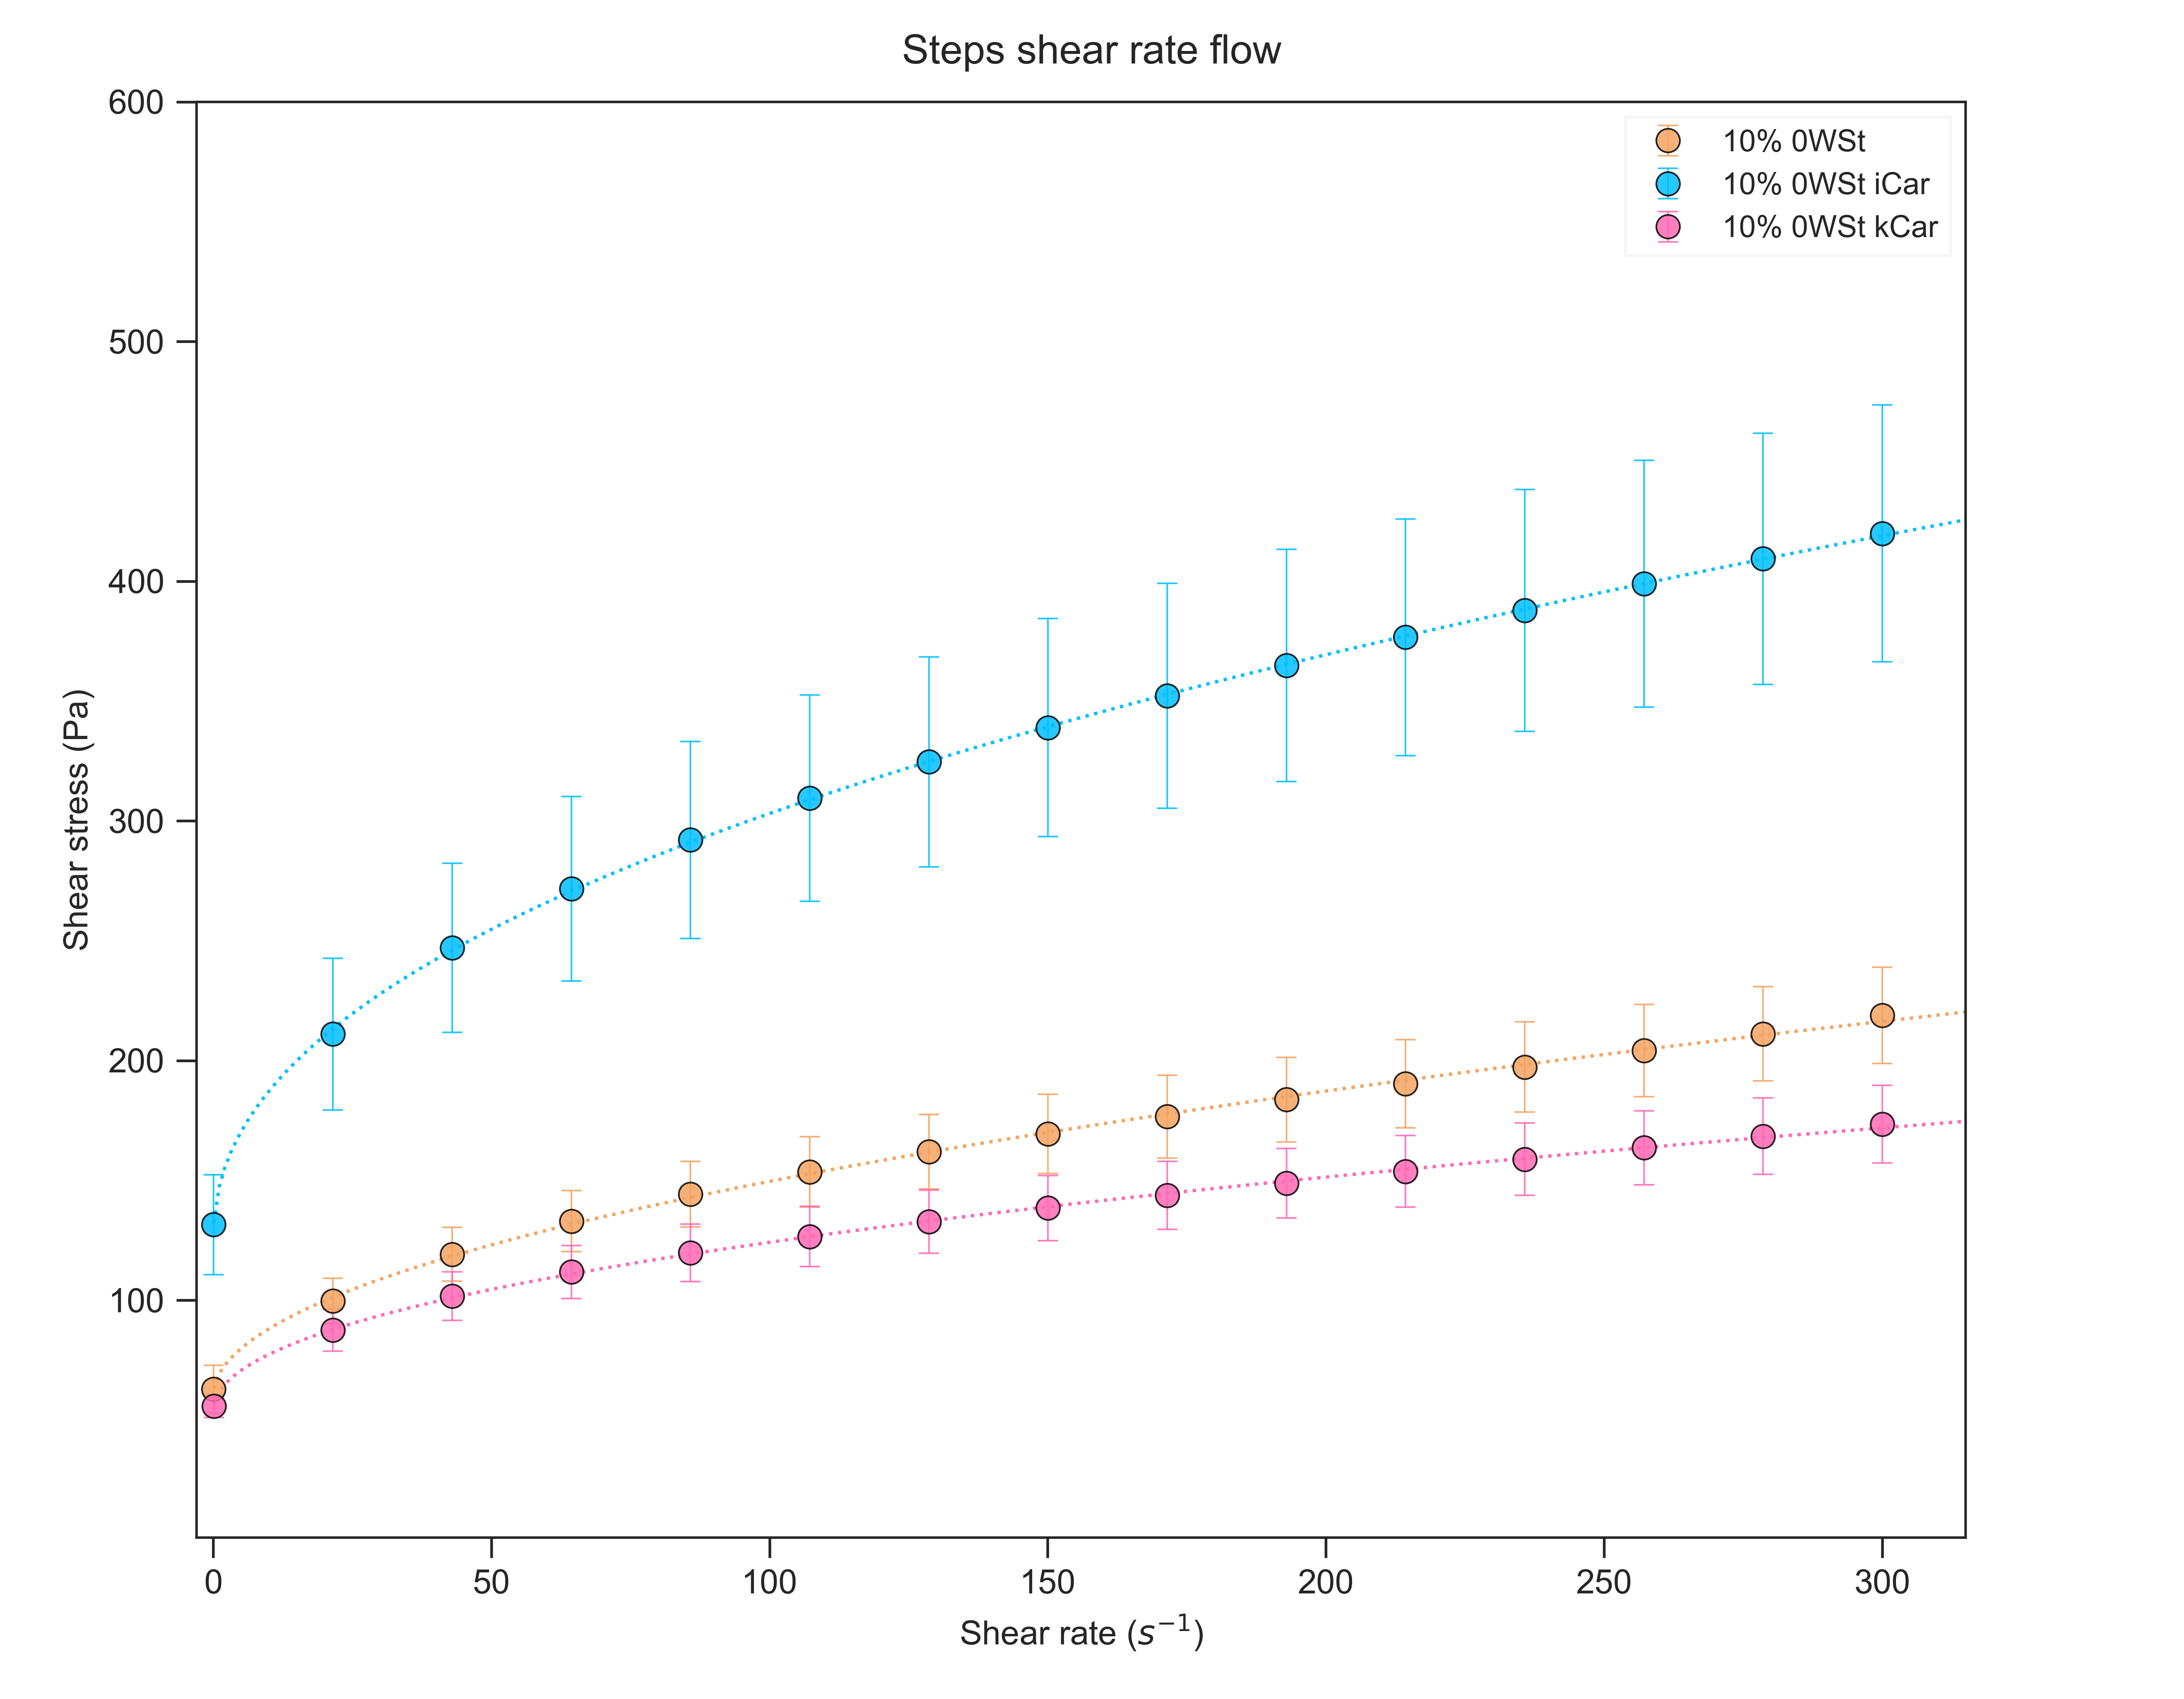 Steps shear rate flow
600
500
400
300
200
100
Shear stress (Pa)
10% 0WSt
10% 0WSt iCar
10% 0WSt kCar
0 50 100 150 200 250 300
Shear rate (s⁻¹)